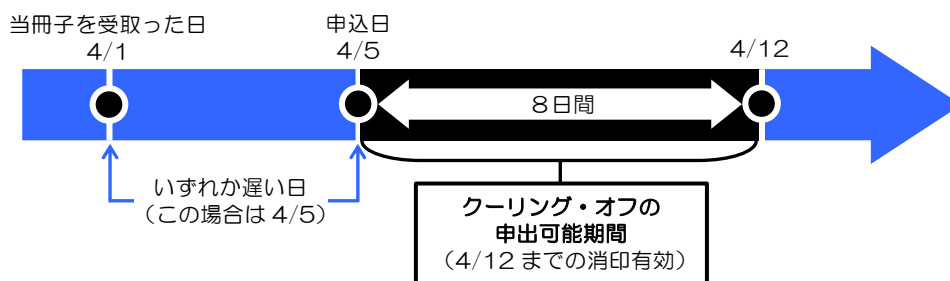 当冊子を受取った日
4/1
申込日
4/5
4/12
8日間
いずれか遅い日
（この場合は 4/5）
クーリング・オフの
申出可能期間
（4/12 までの消印有効）